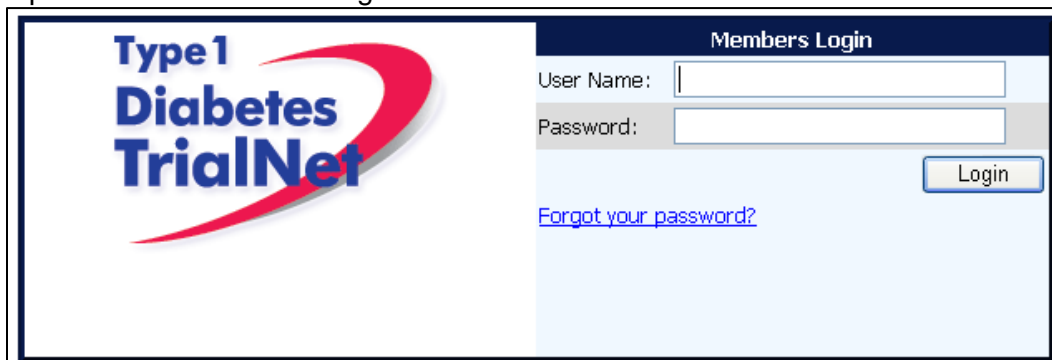 Type 1
Diabetes
TrialNet
Members Login
User Name:
Password:
Login
Forgot your password?